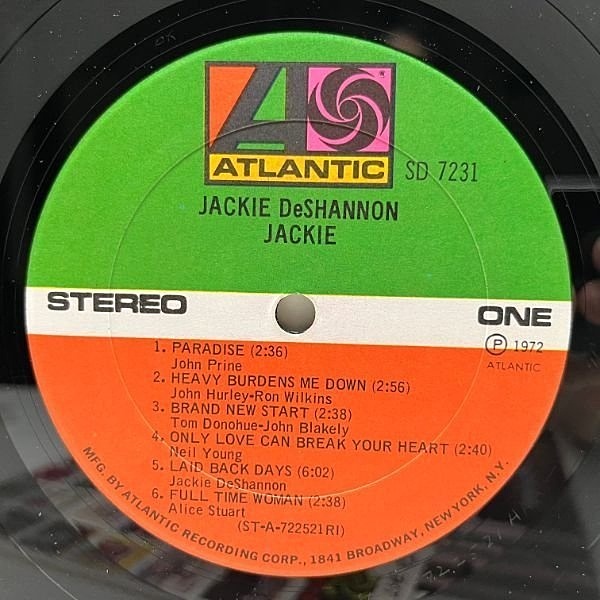 ATLANTIC
SD 7231
JACKIE DeSHANNON
JACKIE
STEREO
ONE
Ⓟ 1972
ATLANTIC
1. PARADISE (2:36)
John Prine
2. HEAVY BURDENS ME DOWN (2:56)
John Hurley-Ron Wilkins
3. BRAND NEW START (2:38)
Tom Donohue-John Blakely
4. ONLY LOVE CAN BREAK YOUR HEART (2:40)
Neil Young
5. LAID BACK DAYS (6:02)
Jackie DeShannon
6. FULL TIME WOMAN (2:38)
Alice Stuart
(ST-A-722521RI)
MFG. BY ATLANTIC RECORDING CORP., 1841 BROADWAY, NEW YORK, N.Y.